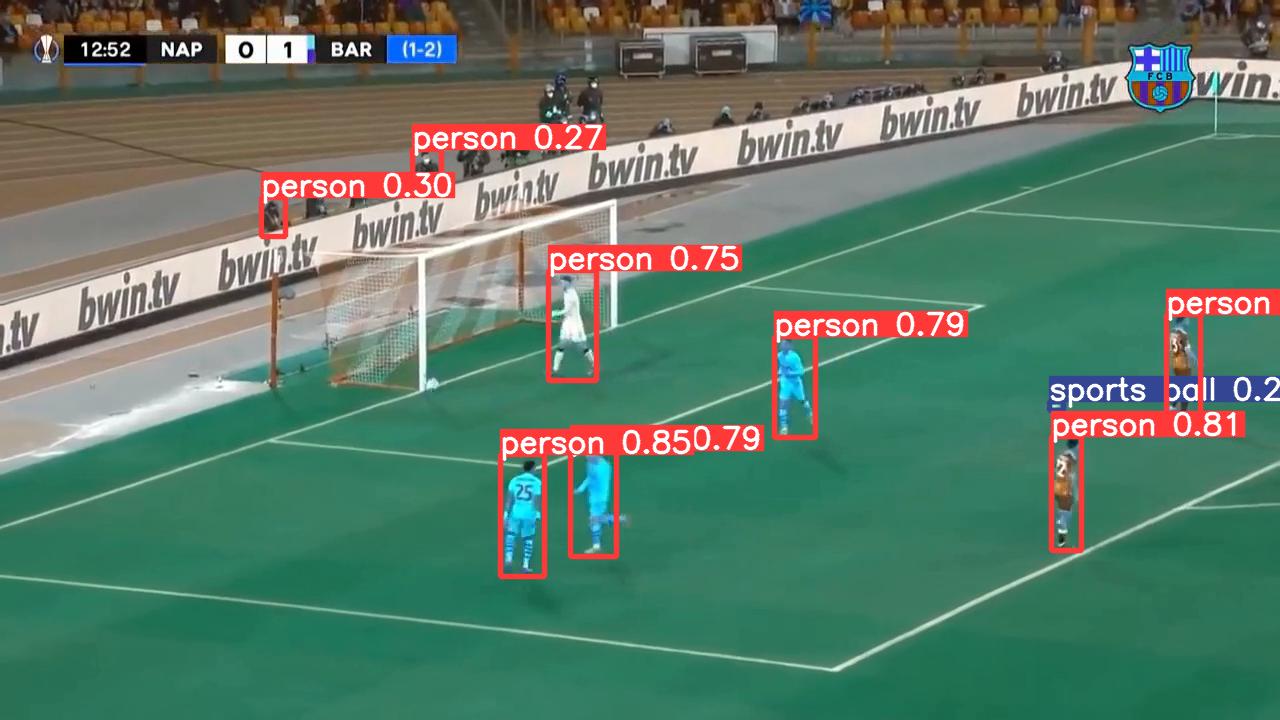 12:52 NAP 0 1 BAR (1-2)
FCB
bwin.tv
bwin.tv
bwin.tv
bwin.tv
bwin.tv
bwin.tv
bwin.tv
bwin.tv
win.
.tv
person 0.27
person 0.30
person 0.75
person
person 0.79
sports ball 0.2
person 0.81
person 0.85 0.79
25